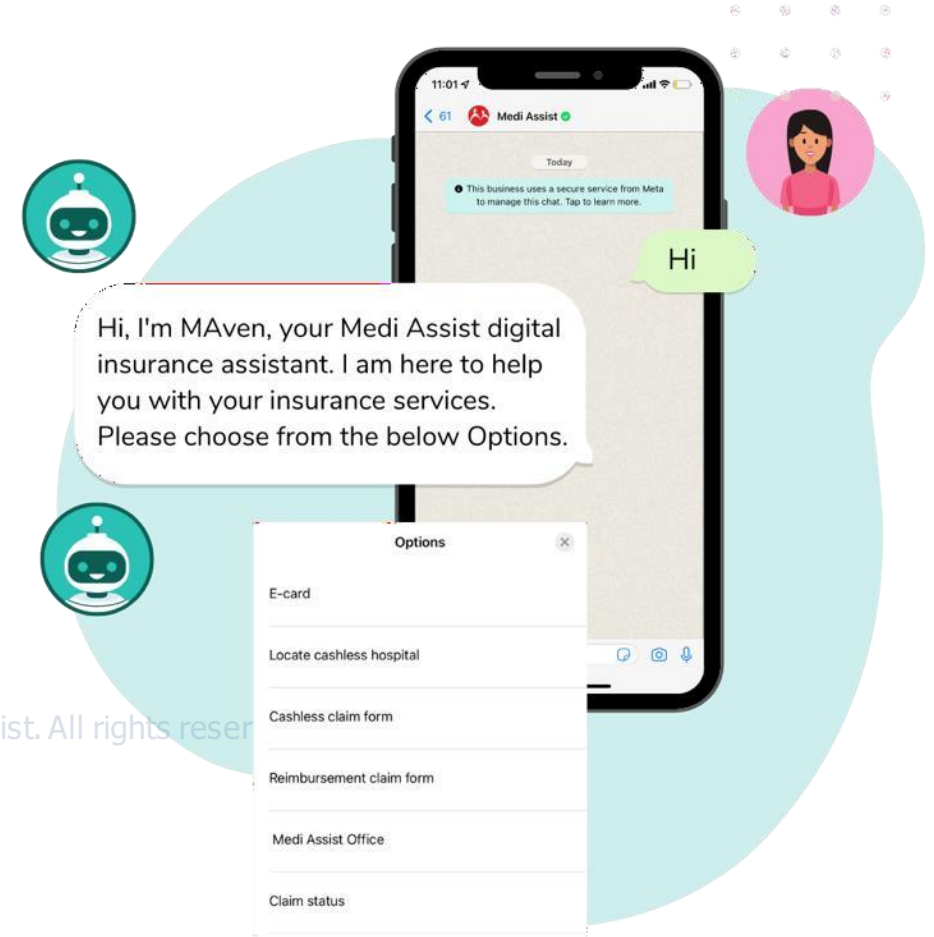 11:01
61 Medi Assist
Today
This business uses a secure service from Meta
to manage this chat. Tap to learn more.
Hi
Hi, I'm MAven, your Medi Assist digital
insurance assistant. I am here to help
you with your insurance services.
Please choose from the below Options.
Options
E-card
Locate cashless hospital
Cashless claim form
ist. All rights reser
Reimbursement claim form
Medi Assist Office
Claim status